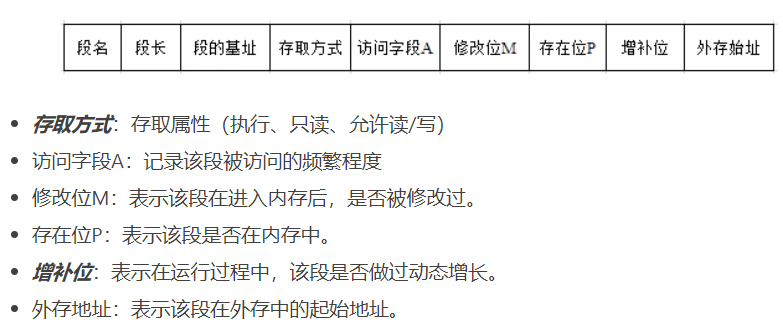 段名 段长 段的基址 存取方式 访问字段A 修改位M 存在位P 增补位 外存始址
存取方式：存取属性（执行、只读、允许读/写）
访问字段A：记录该段被访问的频繁程度
修改位M：表示该段在进入内存后，是否被修改过。
存在位P：表示该段是否在内存中。
增补位：表示在运行过程中，该段是否做过动态增长。
外存地址：表示该段在外存中的起始地址。